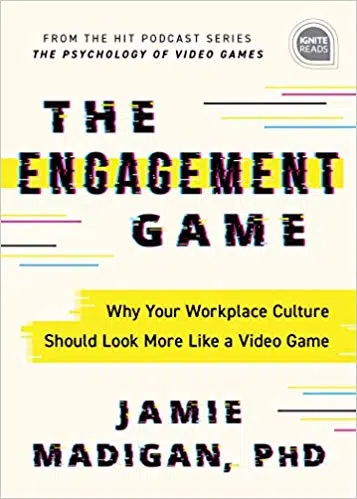 FROM THE HIT PODCAST SERIES
THE PSYCHOLOGY OF VIDEO GAMES
IGNITE
READS
THE
ENGAGEMENT
GAME
Why Your Workplace Culture
Should Look More Like a Video Game
JAMIE
MADIGAN, PhD